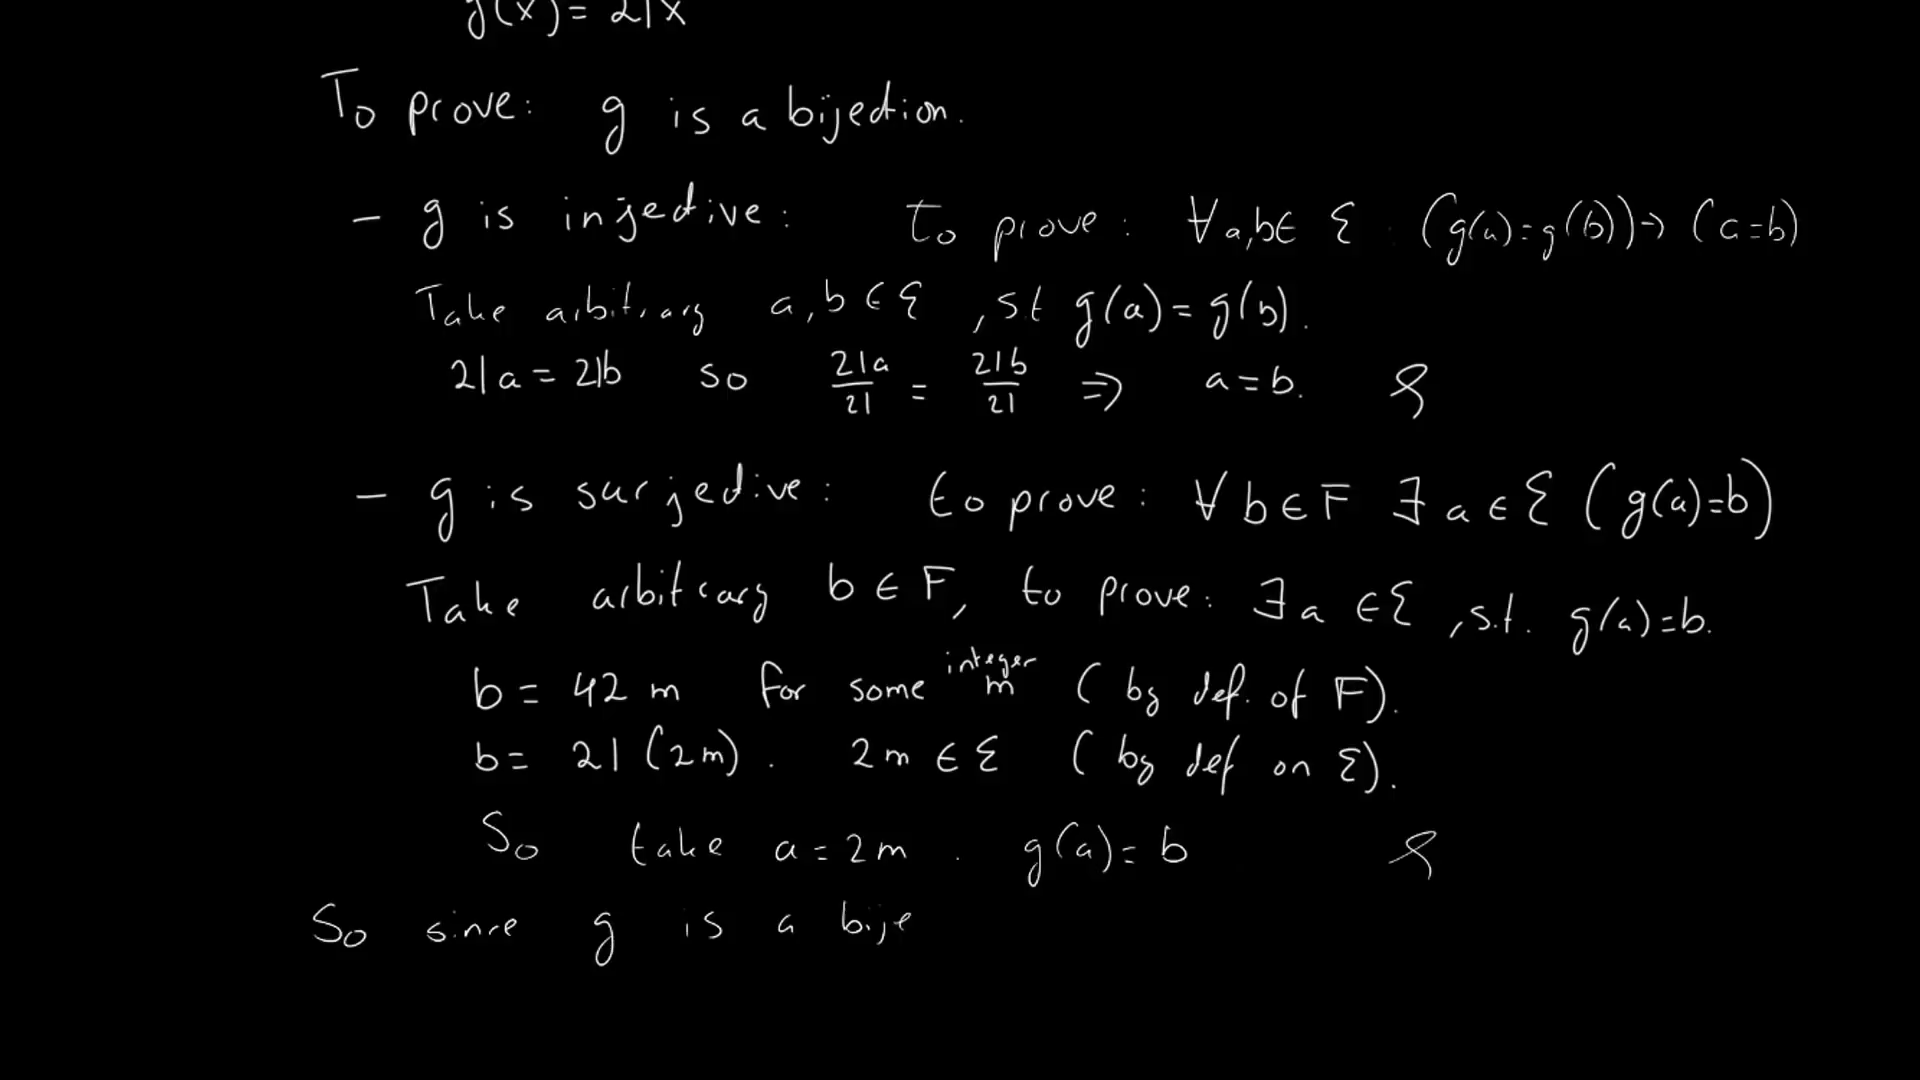 g(x) = 21x
To prove: g is a bijection.
- g is injective: to prove: ∀a,b∈ Ɛ (g(a)=g(b)) → (a=b)
Take arbitrary a,b ∈ Ɛ , s.t g(a) = g(b).
21a = 21b so 21a/21 = 21b/21 ⇒ a=b.
- g is surjective: to prove: ∀ b ∈ F ∃ a ∈ Ɛ (g(a)=b)
Take arbitrary b ∈ F, to prove: ∃ a ∈ Ɛ , s.t. g(a)=b.
b = 42 m for some integer m (by def. of F).
b = 21 (2m) . 2m ∈ Ɛ (by def on Ɛ).
So take a = 2m . g(a) = b
So since g is a bije